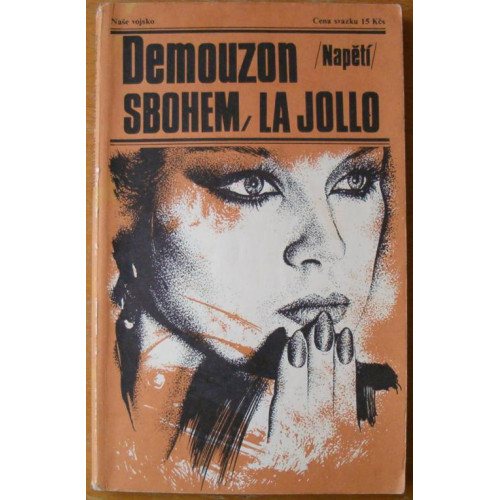 Naše vojsko Cena svazku 15 Kčs
Demouzon /Napětí/
SBOHEM, LA JOLLO